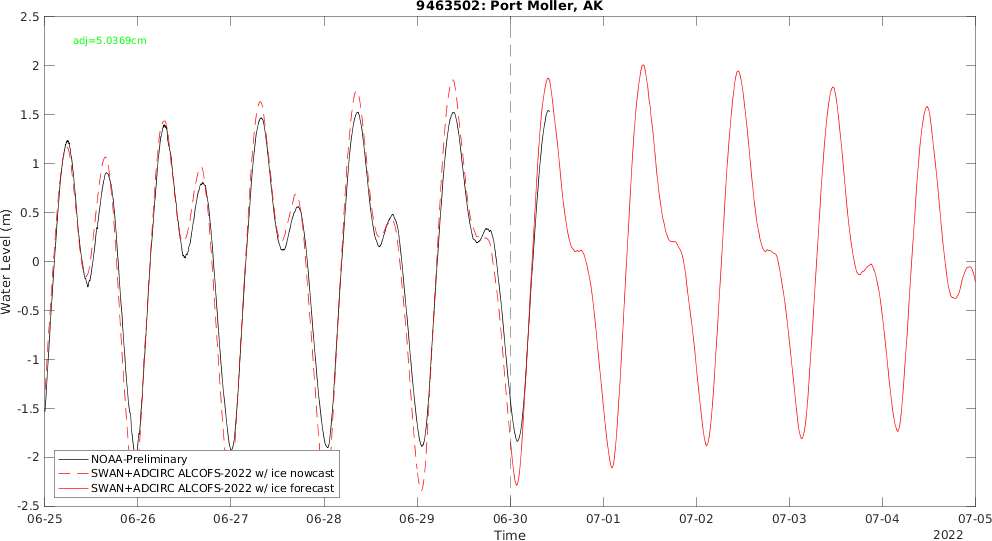 9463502: Port Moller, AK
adj=5.0369cm
2.5
2
1.5
1
0.5
0
-0.5
-1
-1.5
-2
-2.5
Water Level (m)
NOAA-Preliminary
SWAN+ADCIRC ALCOFS-2022 w/ ice nowcast
SWAN+ADCIRC ALCOFS-2022 w/ ice forecast
06-25 06-26 06-27 06-28 06-29 06-30 07-01 07-02 07-03 07-04 07-05
Time
2022